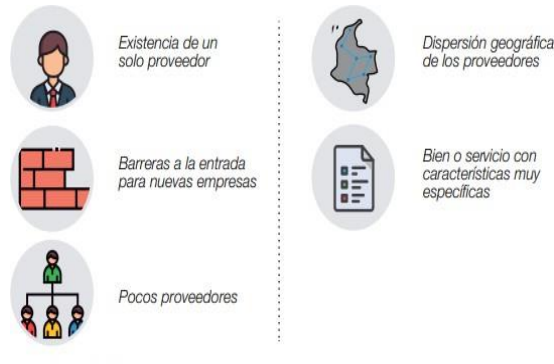 Existencia de un
solo proveedor
Barreras a la entrada
para nuevas empresas
Pocos proveedores
Dispersión geográfica
de los proveedores
Bien o servicio con
características muy
específicas